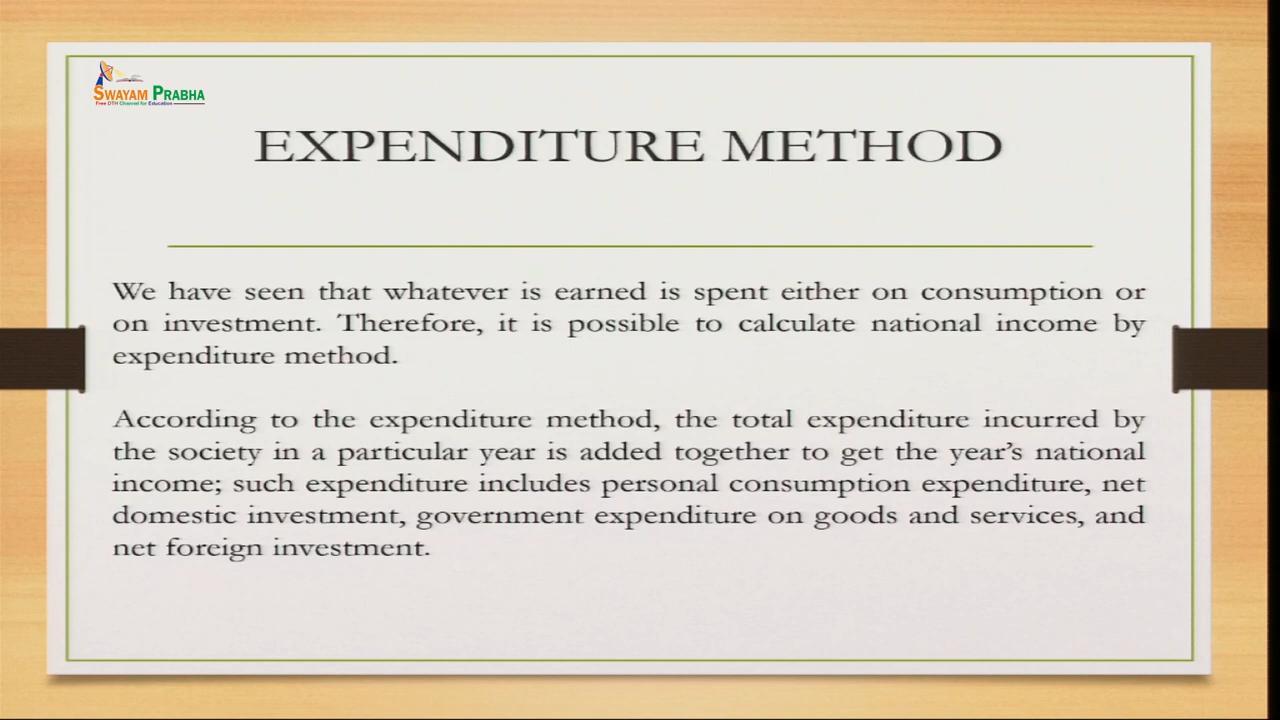 SWAYAM PRABHA
Free DTH Channel for Education
EXPENDITURE METHOD
We have seen that whatever is earned is spent either on consumption or
on investment. Therefore, it is possible to calculate national income by
expenditure method.
According to the expenditure method, the total expenditure incurred by
the society in a particular year is added together to get the year’s national
income; such expenditure includes personal consumption expenditure, net
domestic investment, government expenditure on goods and services, and
net foreign investment.